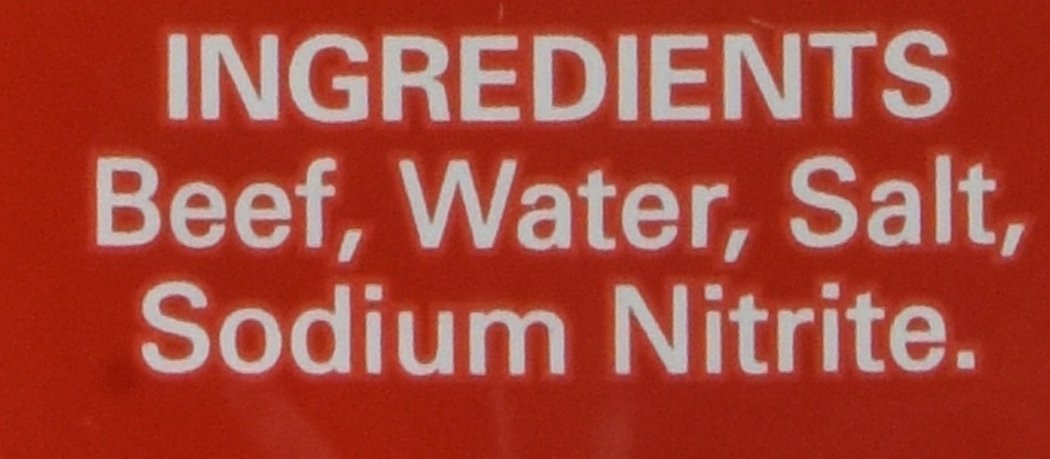 INGREDIENTS
Beef, Water, Salt,
Sodium Nitrite.